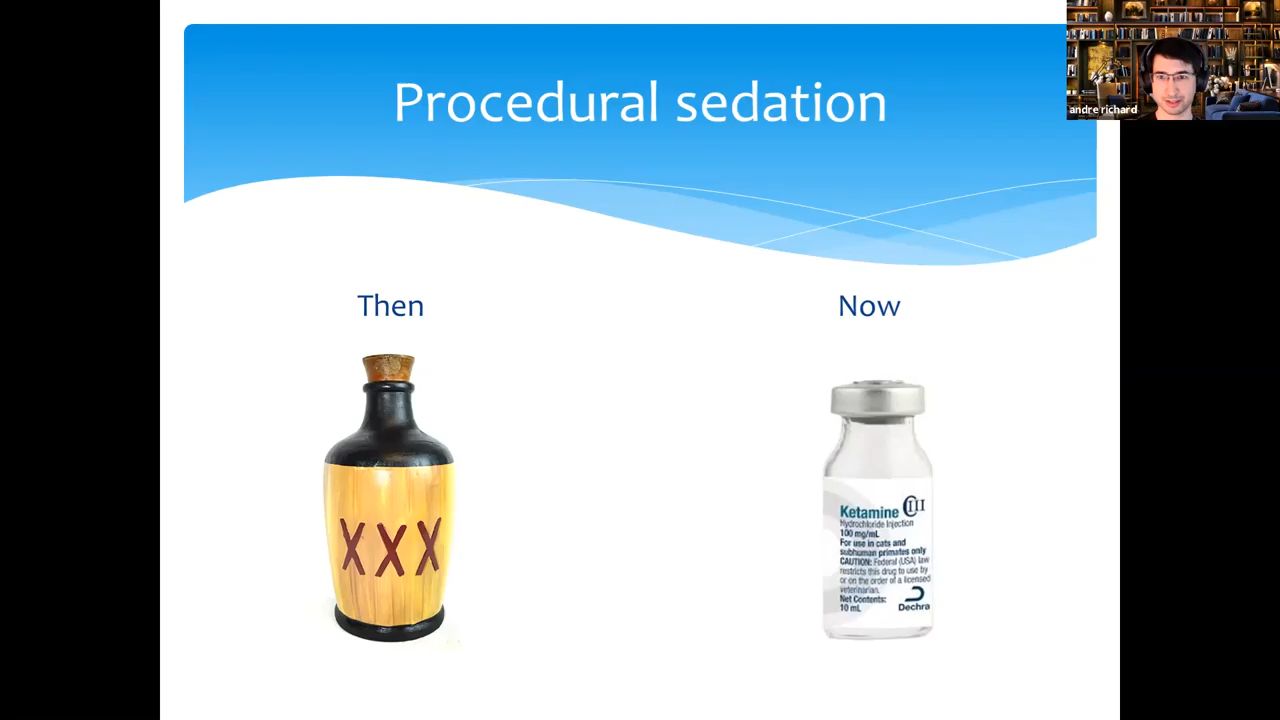 Procedural sedation
andre richard
Then
Now
XXX
Ketamine CIII
Hydrochloride Injection
100 mg/mL
For use in cats and
subhuman primates only
CAUTION: Federal (USA) law
restricts this drug to use by
or on the order of a licensed
veterinarian.
Net Contents:
10 mL
Dechra